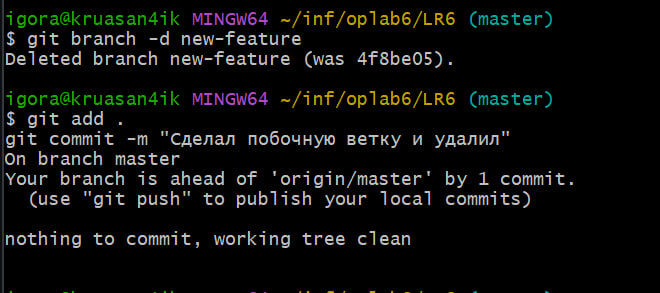 igora@kruasan4ik MINGW64 ~/inf/oplab6/LR6 (master)
$ git branch -d new-feature
Deleted branch new-feature (was 4f8be05).
igora@kruasan4ik MINGW64 ~/inf/oplab6/LR6 (master)
$ git add .
git commit -m "Сделал побочную ветку и удалил"
On branch master
Your branch is ahead of 'origin/master' by 1 commit.
(use "git push" to publish your local commits)
nothing to commit, working tree clean